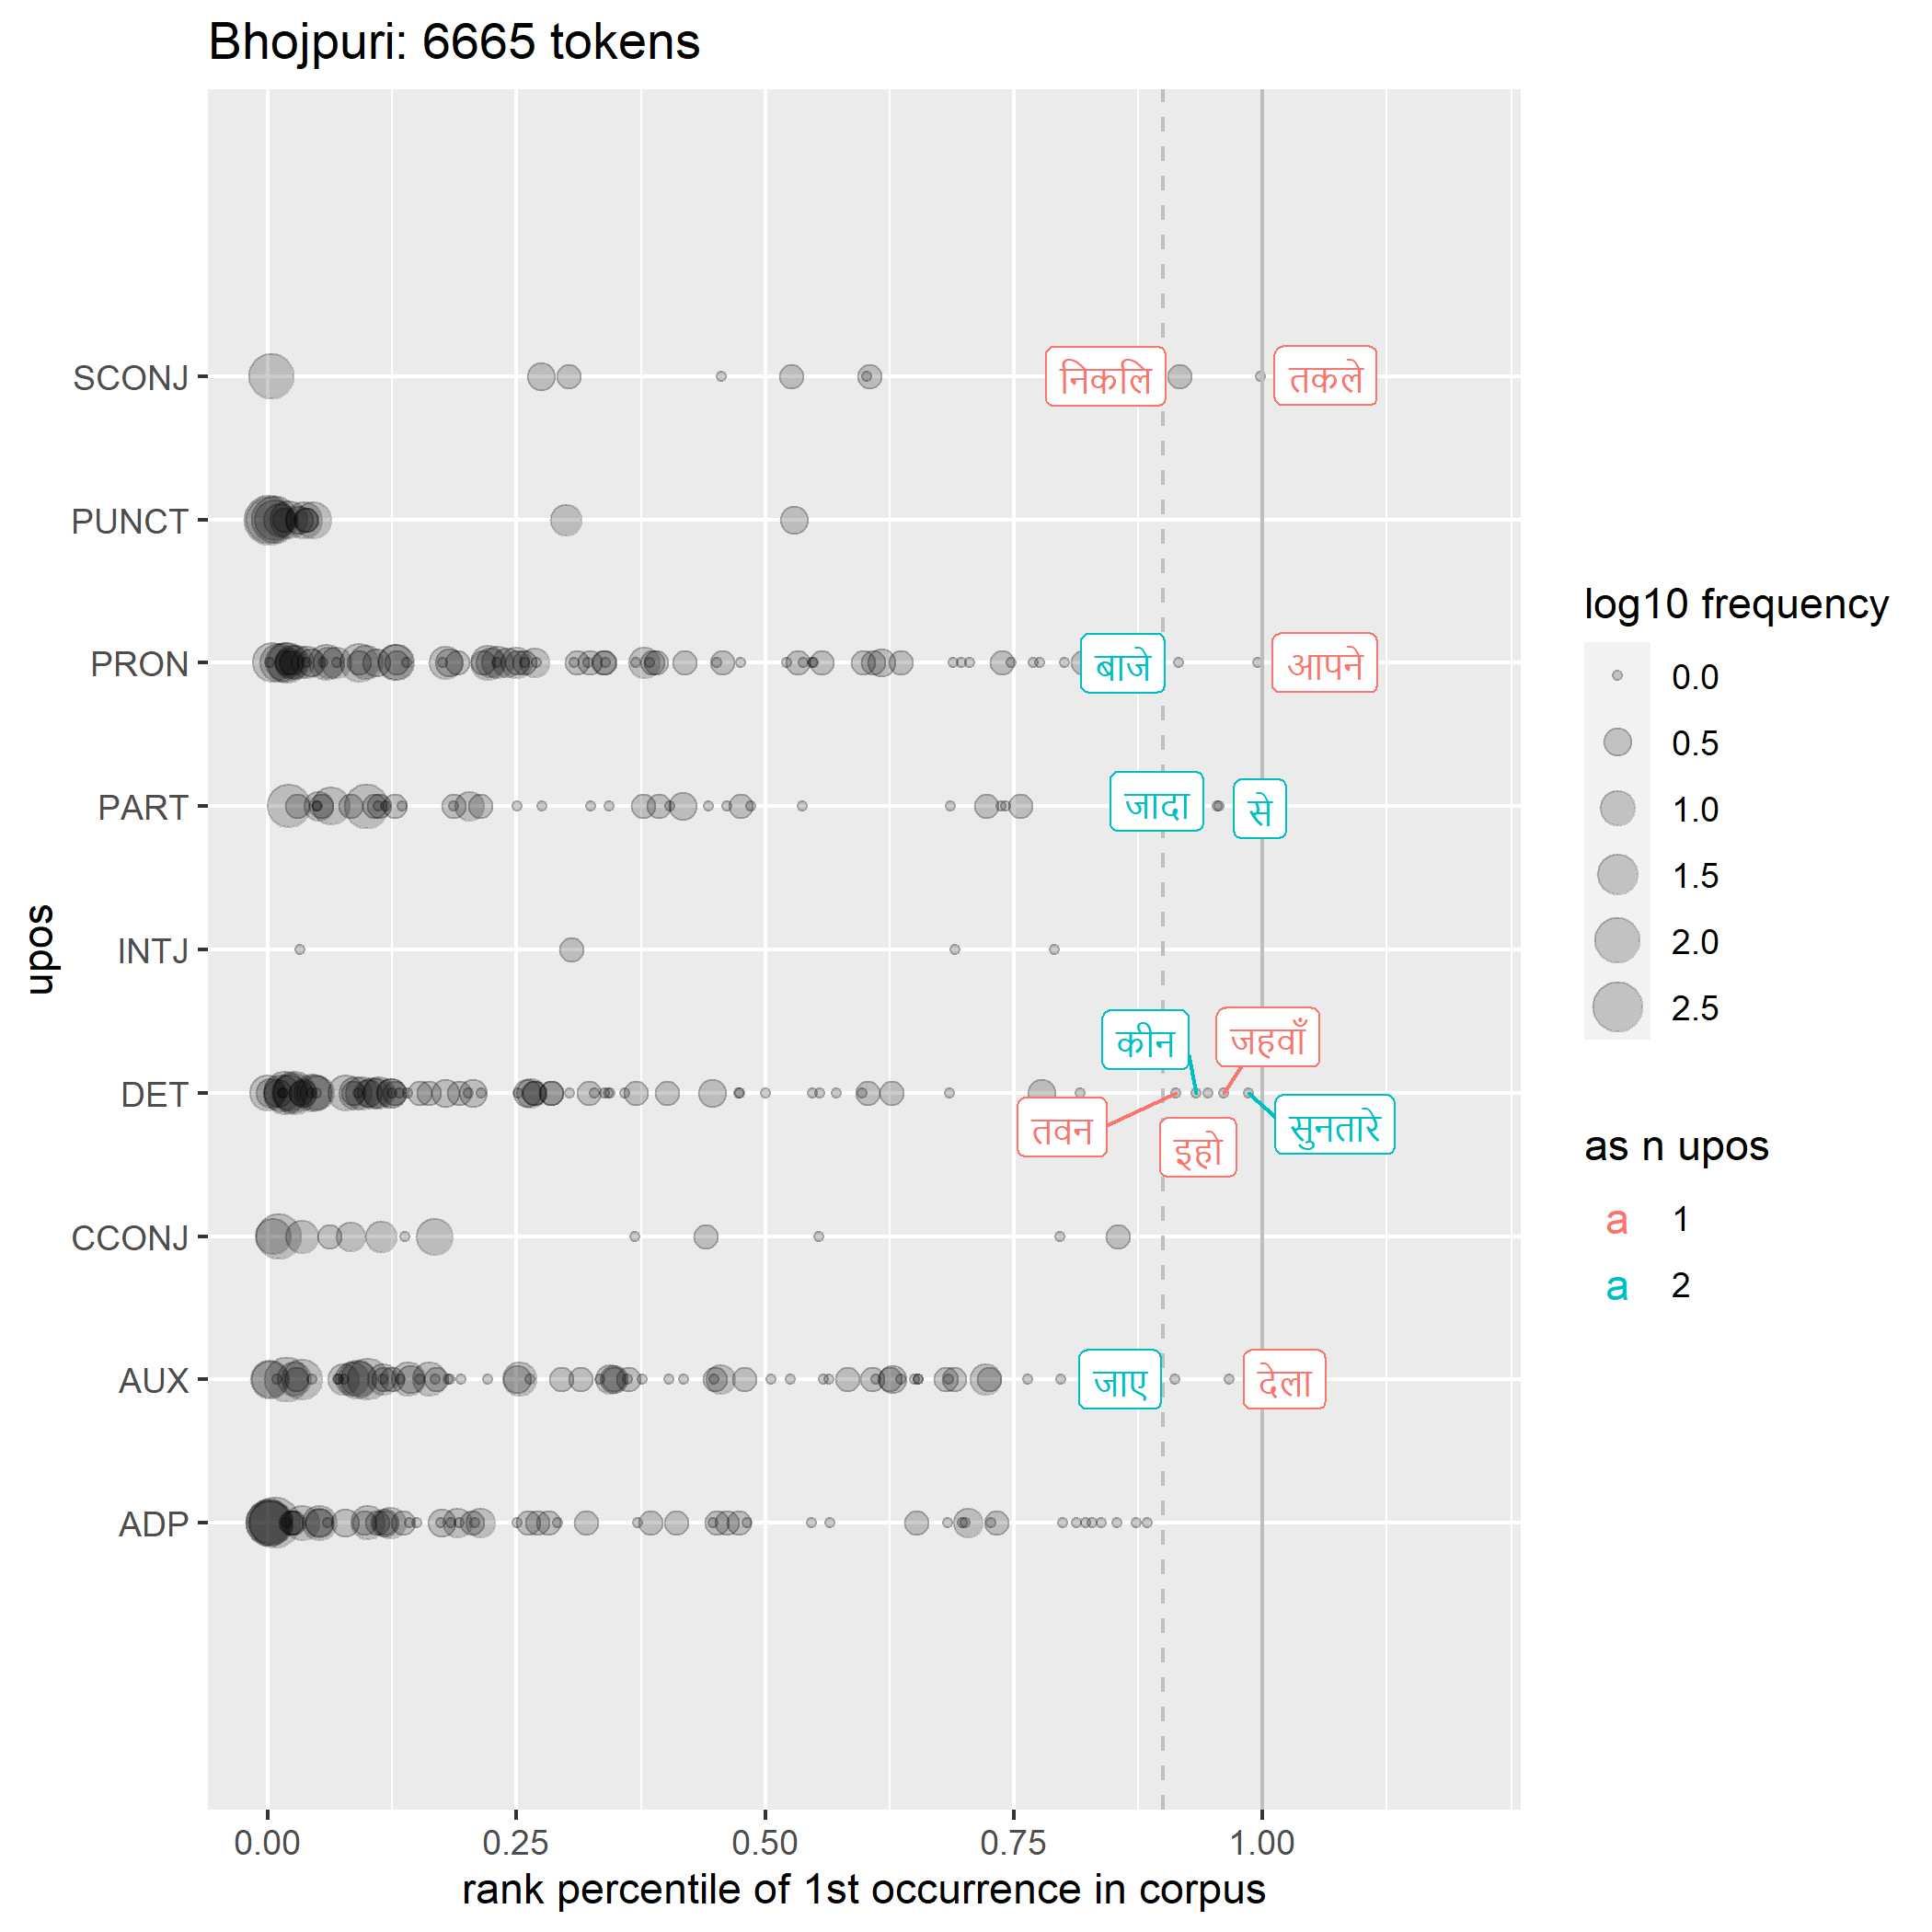 Bhojpuri: 6665 tokens
SCONJ
निकलि
तकले
PUNCT
PRON
बाजे
आपने
PART
जादा
से
INTJ
कीन
जहवाँ
DET
तवन
इहो
सुनतारे
CCONJ
AUX
जाए
देला
ADP
upos
0.00 0.25 0.50 0.75 1.00
rank percentile of 1st occurrence in corpus
log10 frequency
0.0
0.5
1.0
1.5
2.0
2.5
as n upos
a 1
a 2